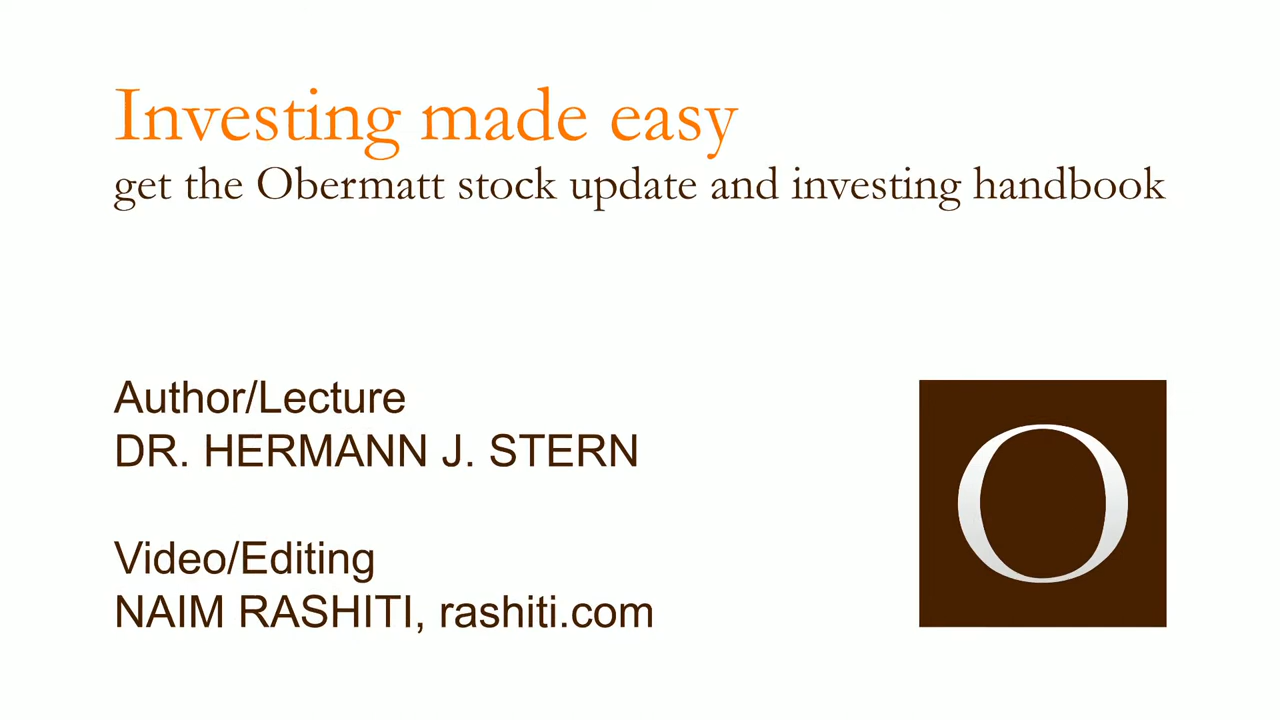 Investing made easy
get the Obermatt stock update and investing handbook
Author/Lecture
DR. HERMANN J. STERN
Video/Editing
NAIM RASHITI, rashiti.com
O